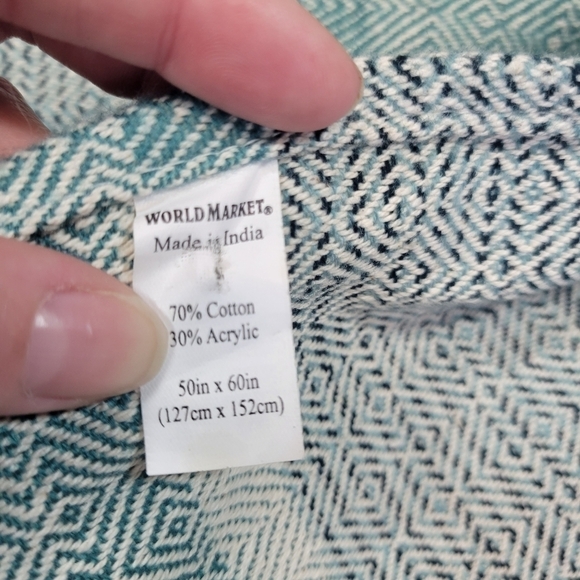 WORLD MARKET®
Made in India
70% Cotton
30% Acrylic
50in x 60in
(127cm x 152cm)